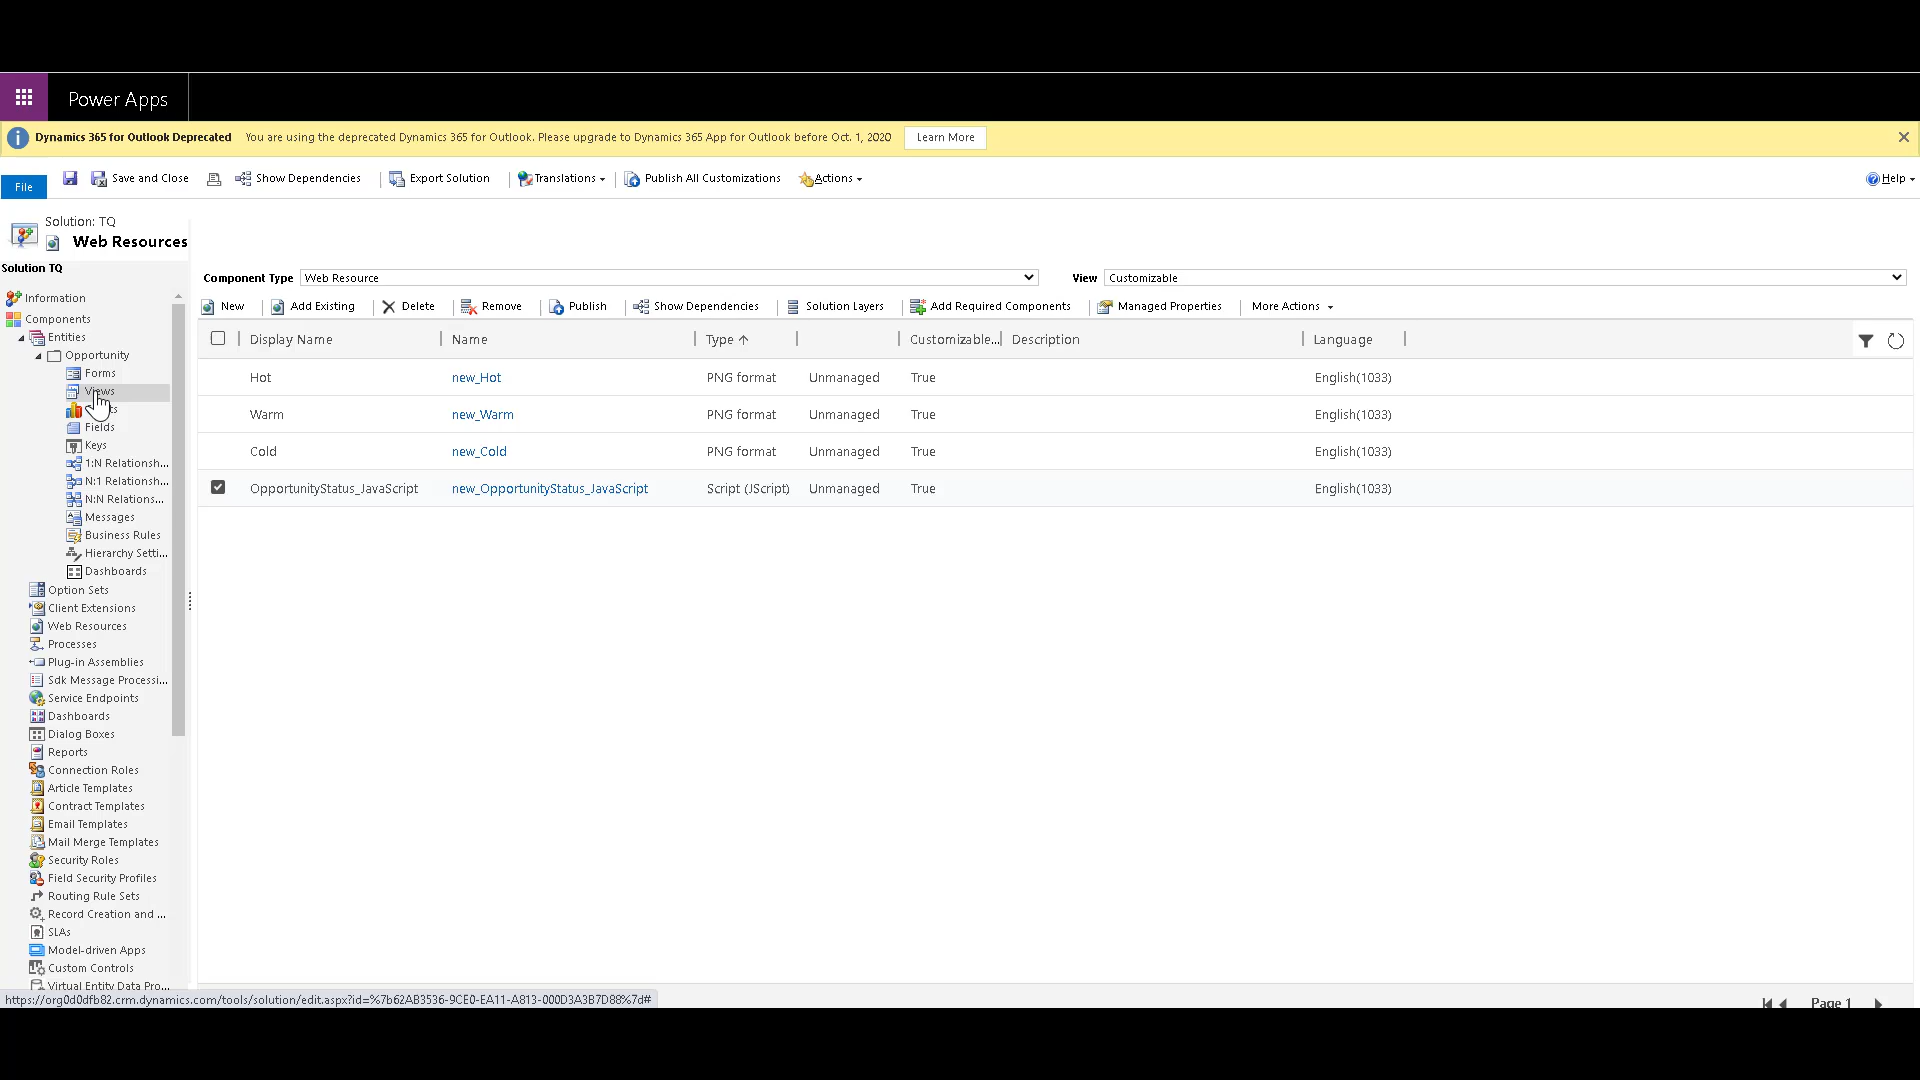 Power Apps
Dynamics 365 for Outlook Deprecated You are using the deprecated Dynamics 365 for Outlook. Please upgrade to Dynamics 365 App for Outlook before Oct. 1, 2020 Learn More
File Save and Close Show Dependencies Export Solution Translations Publish All Customizations Actions Help
Solution: TQ
Web Resources
Solution TQ
Information
Components
Entities
Opportunity
Forms
Views
Fields
Keys
1:N Relationsh...
N:1 Relationsh...
N:N Relations...
Messages
Business Rules
Hierarchy Setti...
Dashboards
Option Sets
Client Extensions
Web Resources
Processes
Plug-in Assemblies
Sdk Message Processi...
Service Endpoints
Dashboards
Dialog Boxes
Reports
Connection Roles
Article Templates
Contract Templates
Email Templates
Mail Merge Templates
Security Roles
Field Security Profiles
Routing Rule Sets
Record Creation and ...
SLAs
Model-driven Apps
Custom Controls
Virtual Entity Data Pro...
Component Type Web Resource View Customizable
New Add Existing Delete Remove Publish Show Dependencies Solution Layers Add Required Components Managed Properties More Actions
Display Name Name Type Customizable... Description Language
Hot new_Hot PNG format Unmanaged True English(1033)
Warm new_Warm PNG format Unmanaged True English(1033)
Cold new_Cold PNG format Unmanaged True English(1033)
OpportunityStatus_JavaScript new_OpportunityStatus_JavaScript Script (JScript) Unmanaged True English(1033)
https://org0d0dfb82.crm.dynamics.com/tools/solution/edit.aspx?id=%7b62AB3536-9CE0-EA11-A813-000D3A3B7D88%7d#
Page 1